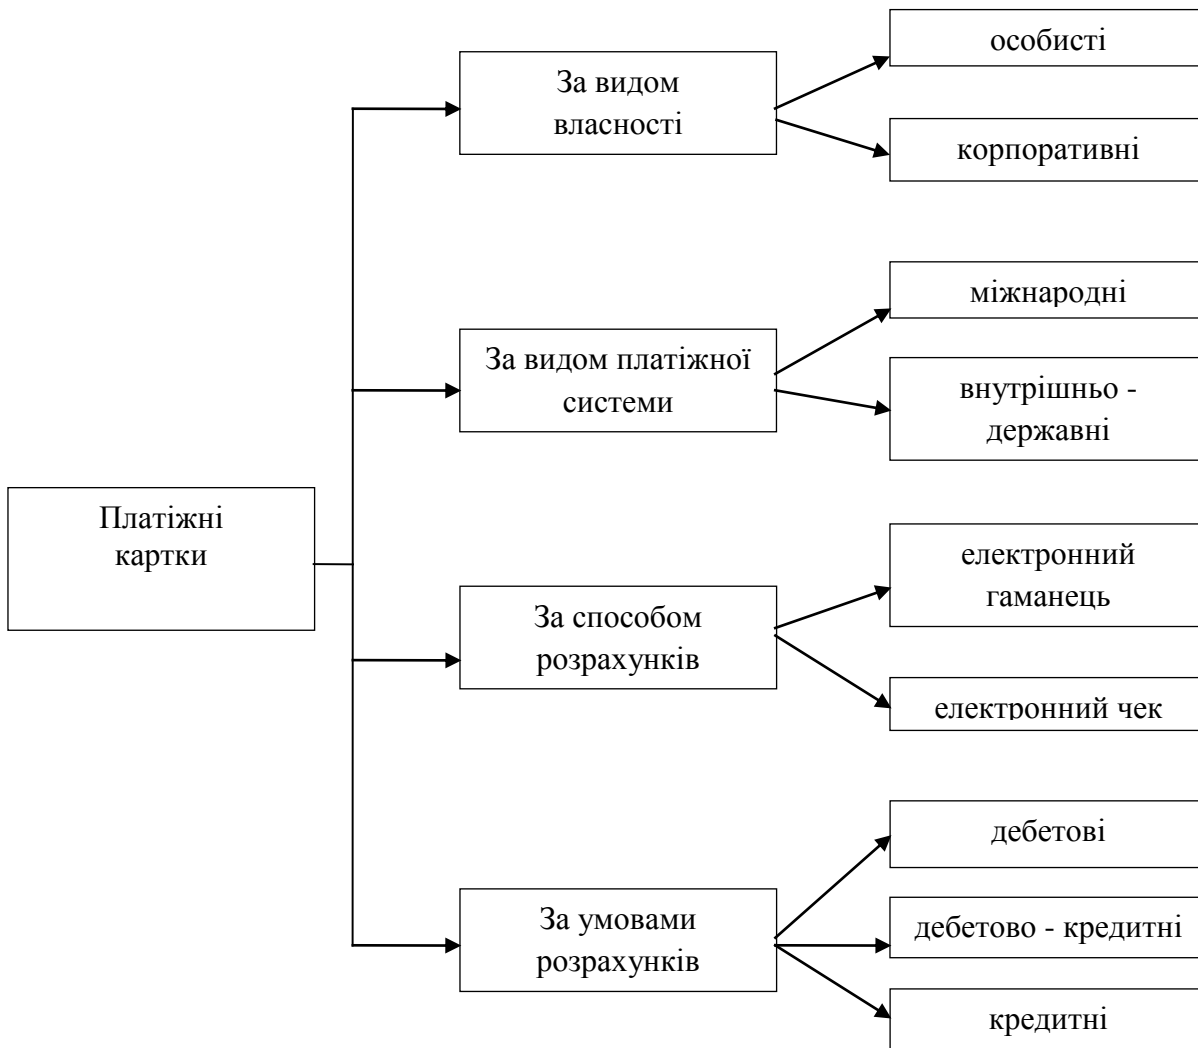 Платіжні
картки
За видом
власності
особисті
корпоративні
За видом платіжної
системи
міжнародні
внутрішньо -
державні
За способом
розрахунків
електронний
гаманець
електронний чек
За умовами
розрахунків
дебетові
дебетово - кредитні
кредитні